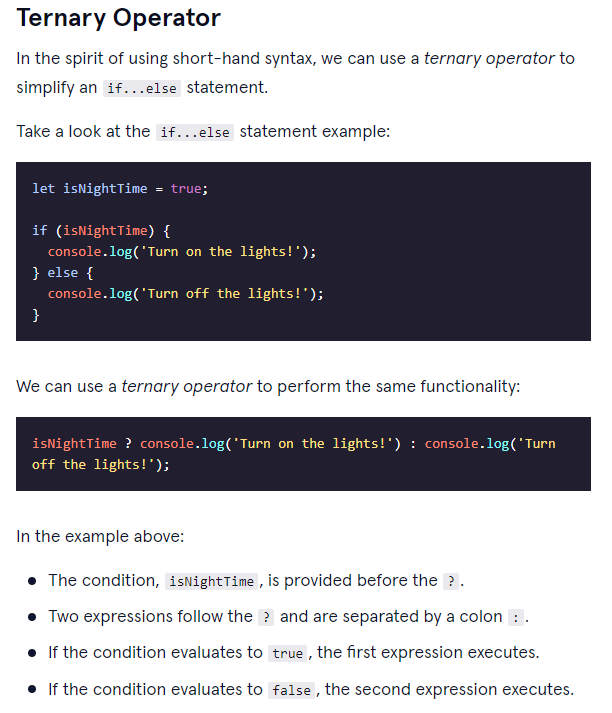 Ternary Operator
In the spirit of using short-hand syntax, we can use a ternary operator to
simplify an if...else statement.
Take a look at the if...else statement example:
let isNightTime = true;
if (isNightTime) {
  console.log('Turn on the lights!');
} else {
  console.log('Turn off the lights!');
}
We can use a ternary operator to perform the same functionality:
isNightTime ? console.log('Turn on the lights!') : console.log('Turn
off the lights!');
In the example above:
• The condition, isNightTime, is provided before the ?.
• Two expressions follow the ? and are separated by a colon :.
• If the condition evaluates to true, the first expression executes.
• If the condition evaluates to false, the second expression executes.